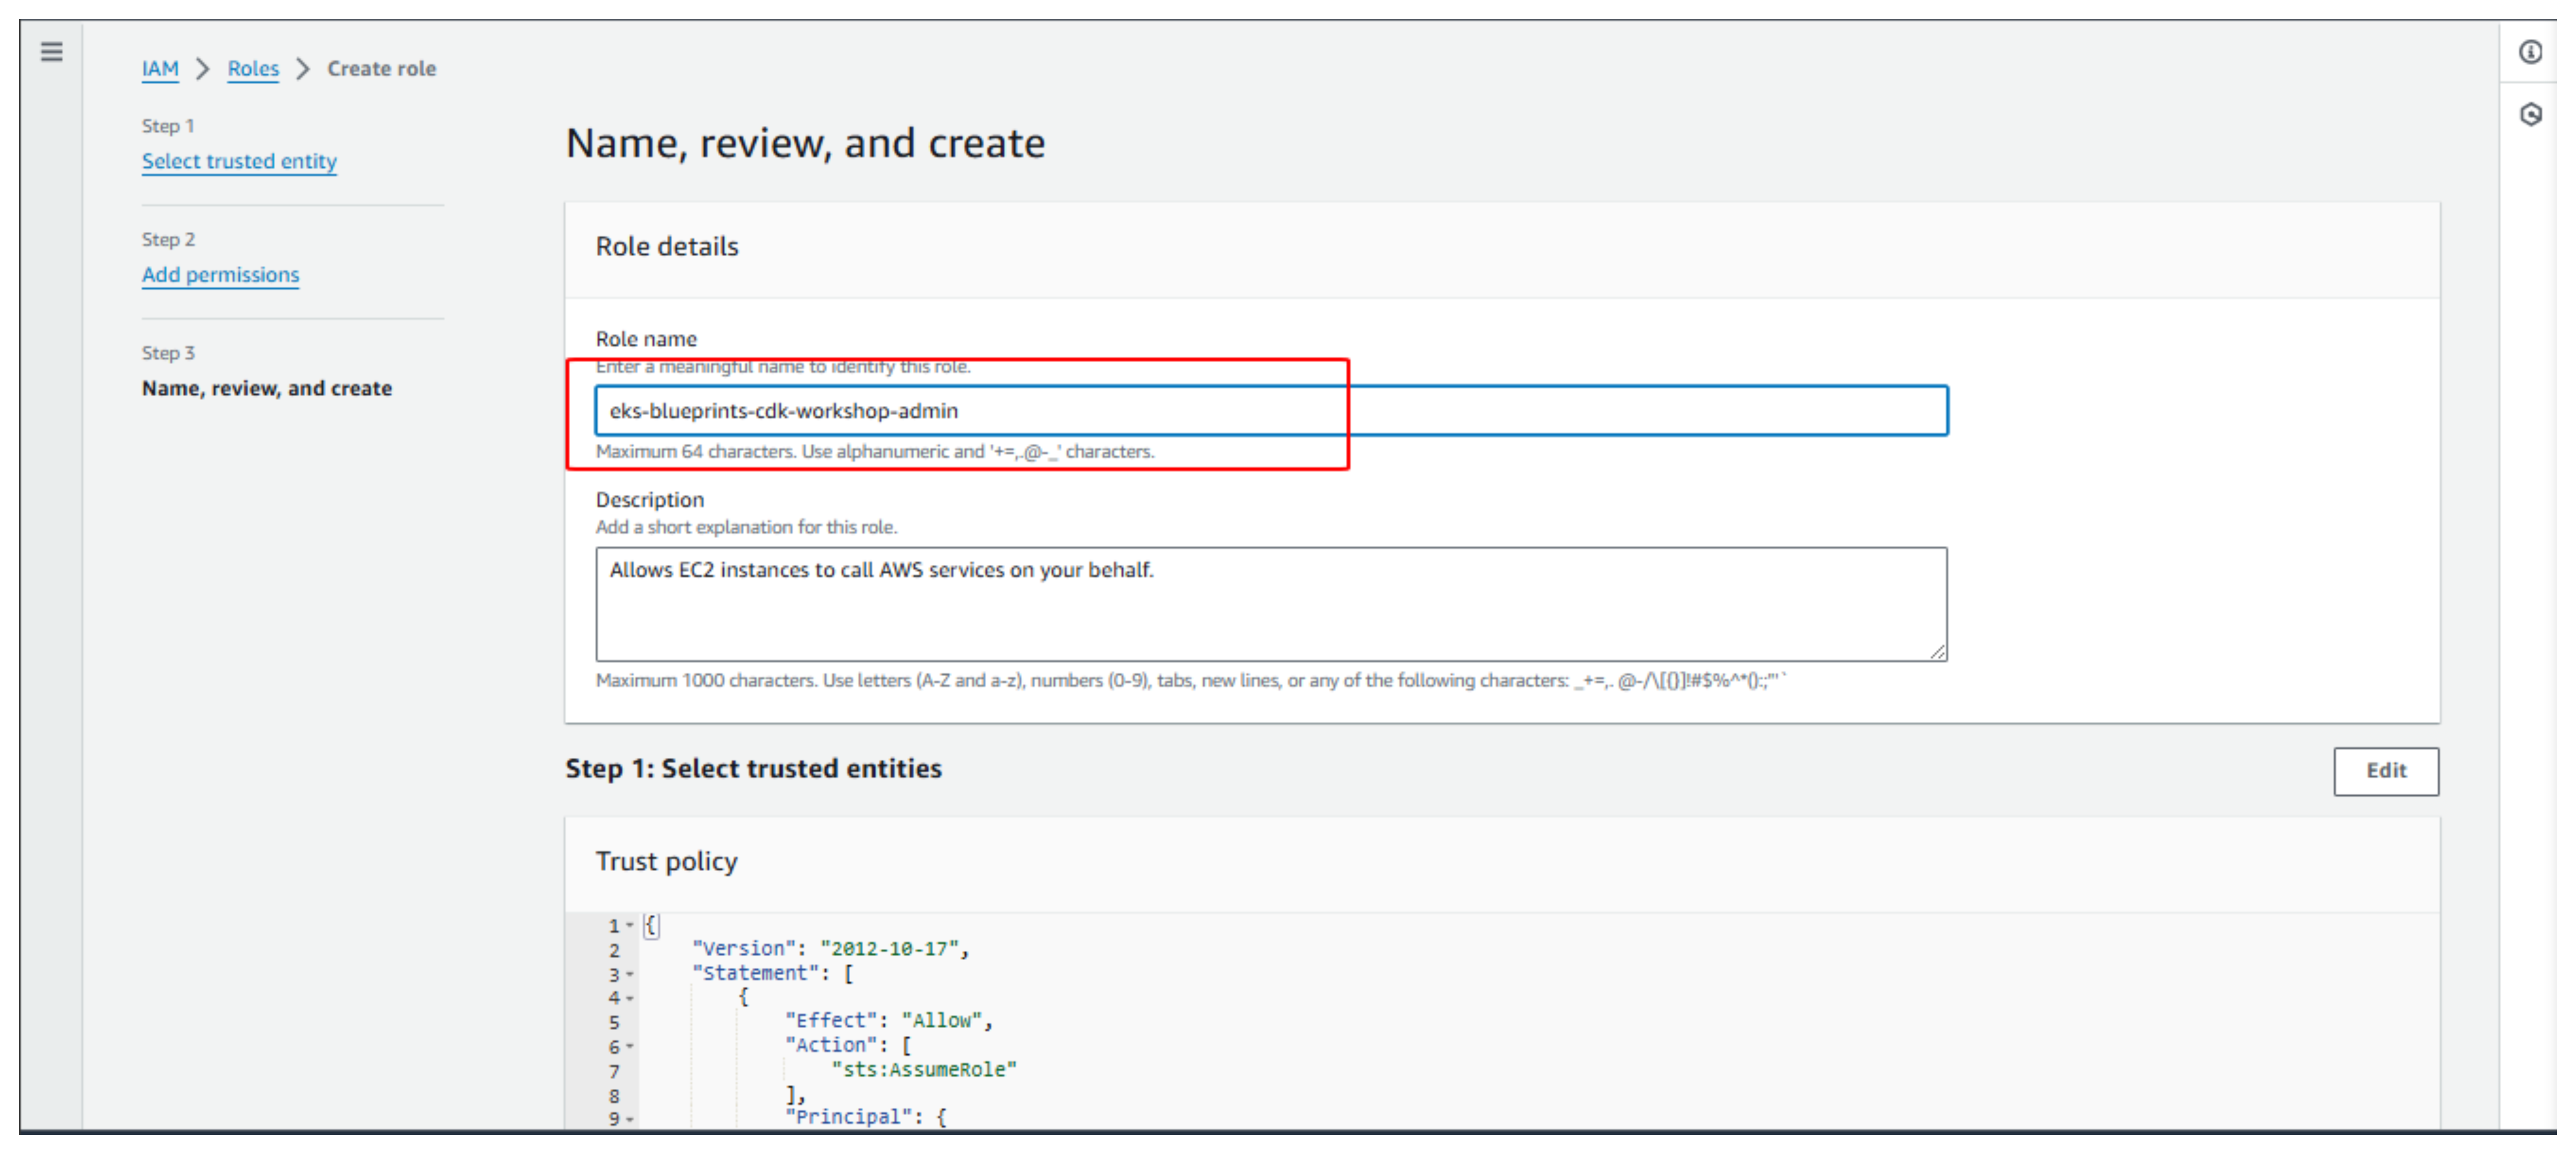 IAM > Roles > Create role
Step 1
Select trusted entity
Step 2
Add permissions
Step 3
Name, review, and create
Name, review, and create
Role details
Role name
Enter a meaningful name to identify this role.
eks-blueprints-cdk-workshop-admin
Maximum 64 characters. Use alphanumeric and '+=,.@-_' characters.
Description
Add a short explanation for this role.
Allows EC2 instances to call AWS services on your behalf.
Maximum 1000 characters. Use letters (A-Z and a-z), numbers (0-9), tabs, new lines, or any of the following characters: _+=,. @-/\[{}]!#$%^*();:"'`
Step 1: Select trusted entities
Edit
Trust policy
1 {
2 "Version": "2012-10-17",
3 "Statement": [
4 {
5 "Effect": "Allow",
6 "Action": [
7 "sts:AssumeRole"
8 ],
9 "Principal": {